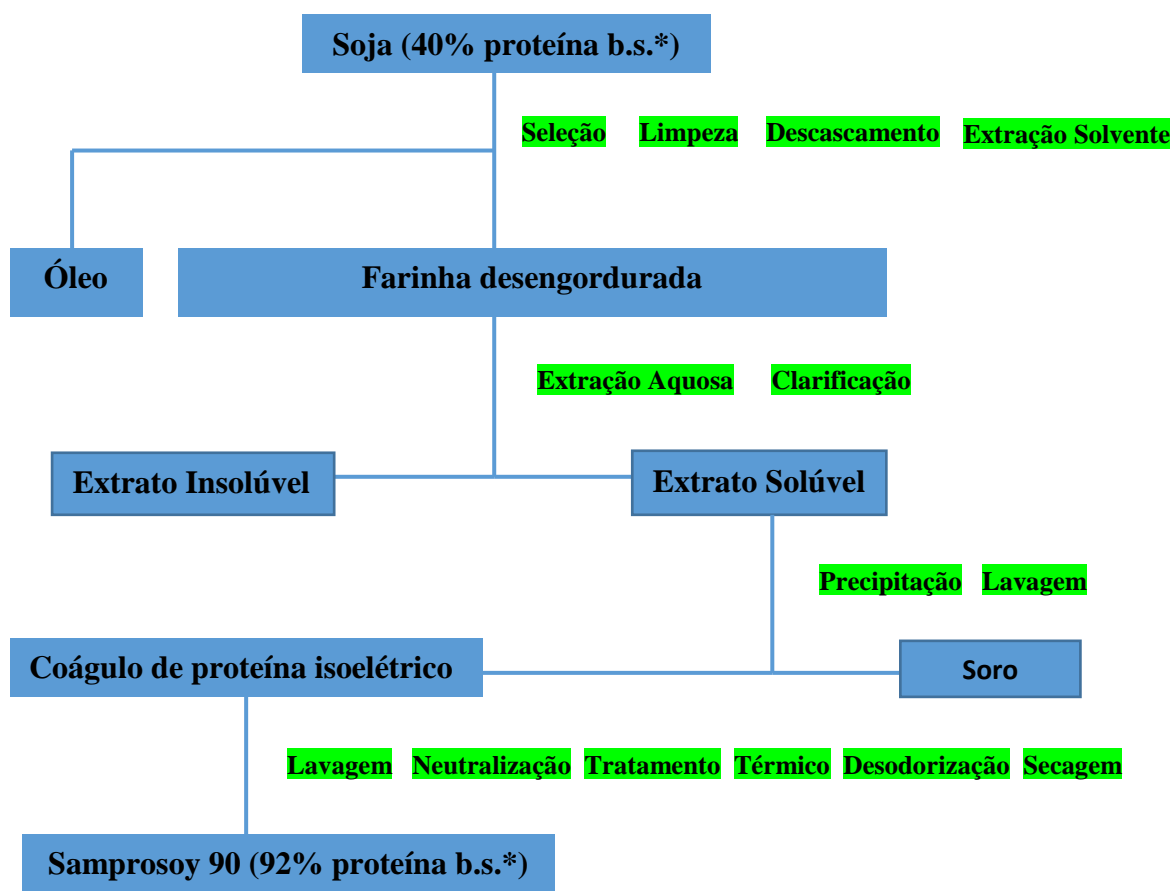 Soja (40% proteína b.s.*)
Seleção Limpeza Descascamento Extração Solvente
Óleo Farinha desengordurada
Extração Aquosa Clarificação
Extrato Insolúvel Extrato Solúvel
Precipitação Lavagem
Coágulo de proteína isoelétrico Soro
Lavagem Neutralização Tratamento Térmico Desodorização Secagem
Samprosoy 90 (92% proteína b.s.*)